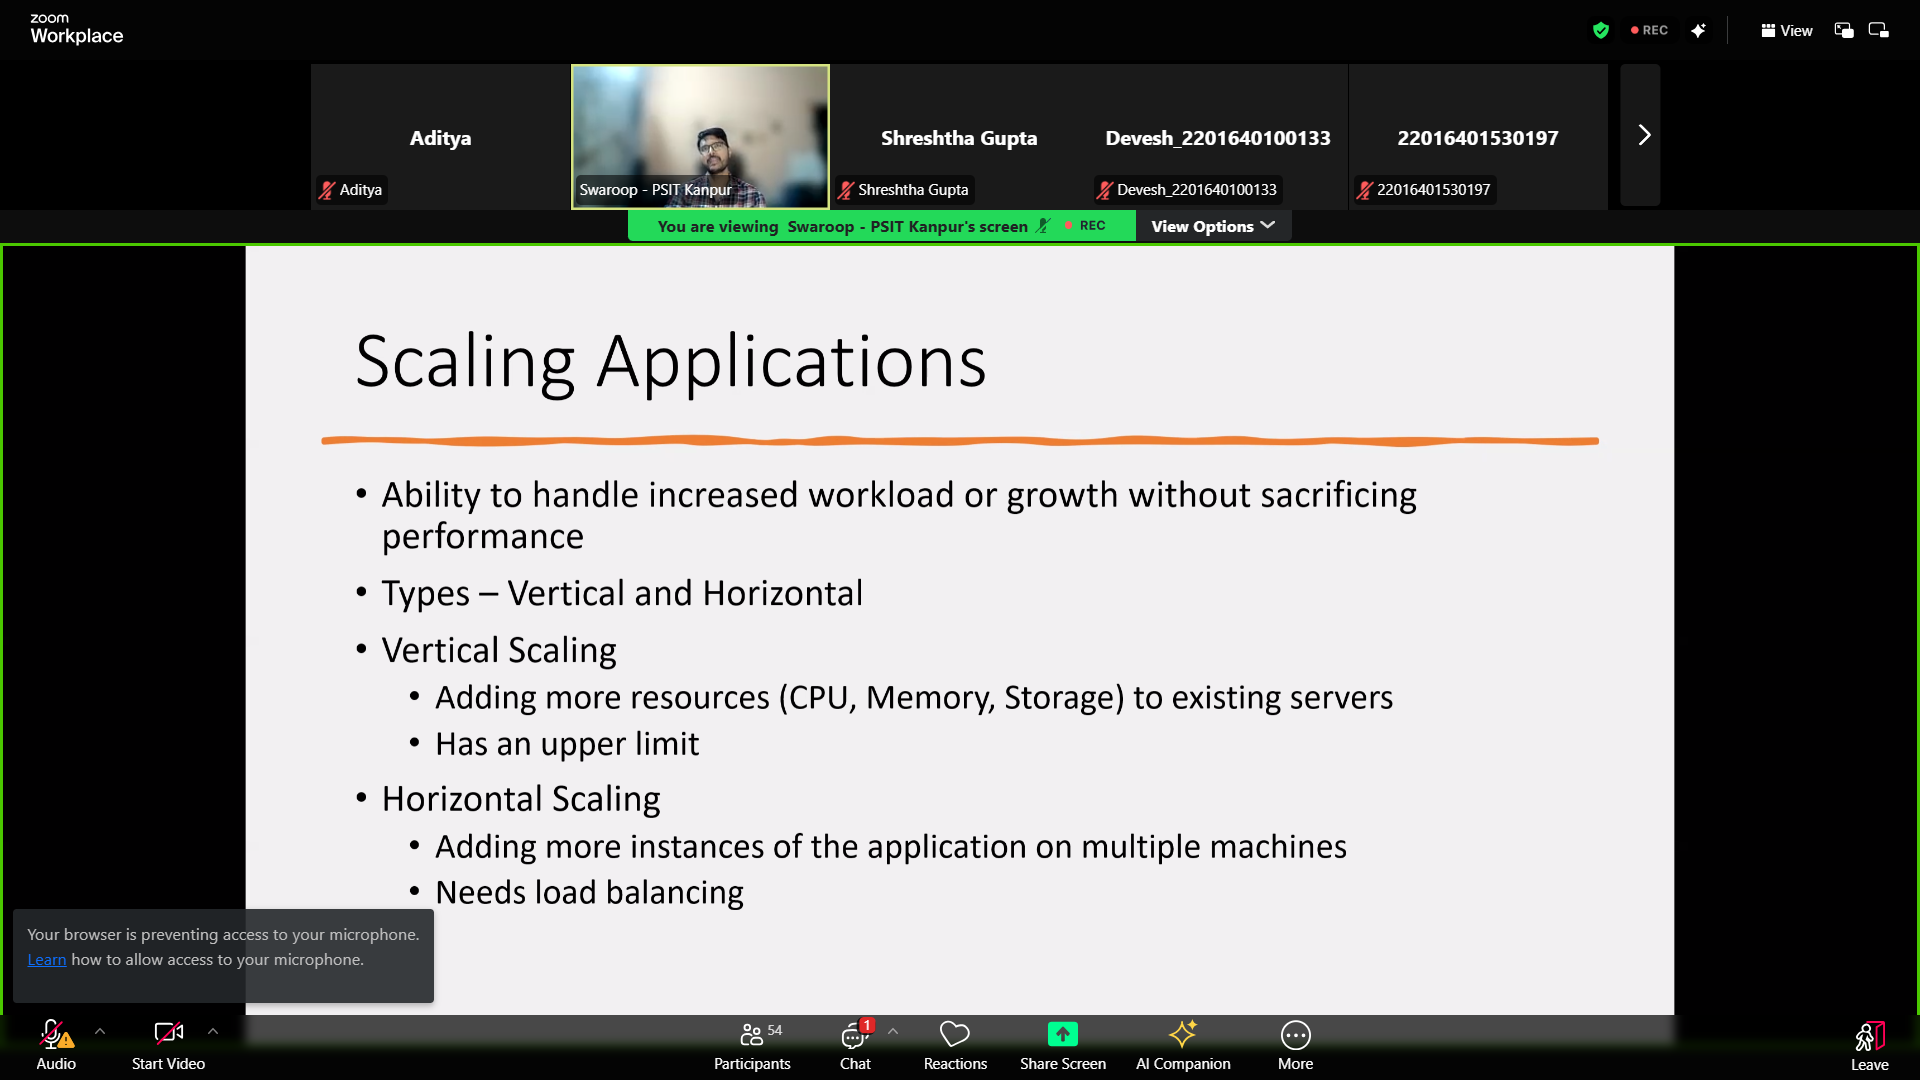 zoom
Workplace
REC
View
Aditya
Shreshtha Gupta
Devesh_2201640100133
22016401530197
Aditya
Swaroop - PSIT Kanpur
Shreshtha Gupta
Devesh_2201640100133
22016401530197
You are viewing Swaroop - PSIT Kanpur's screen
REC
View Options
Scaling Applications
• Ability to handle increased workload or growth without sacrificing
performance
• Types – Vertical and Horizontal
• Vertical Scaling
• Adding more resources (CPU, Memory, Storage) to existing servers
• Has an upper limit
• Horizontal Scaling
• Adding more instances of the application on multiple machines
• Needs load balancing
Your browser is preventing access to your microphone.
Learn how to allow access to your microphone.
Audio
Start Video
54
Participants
1
Chat
Reactions
Share Screen
AI Companion
More
Leave